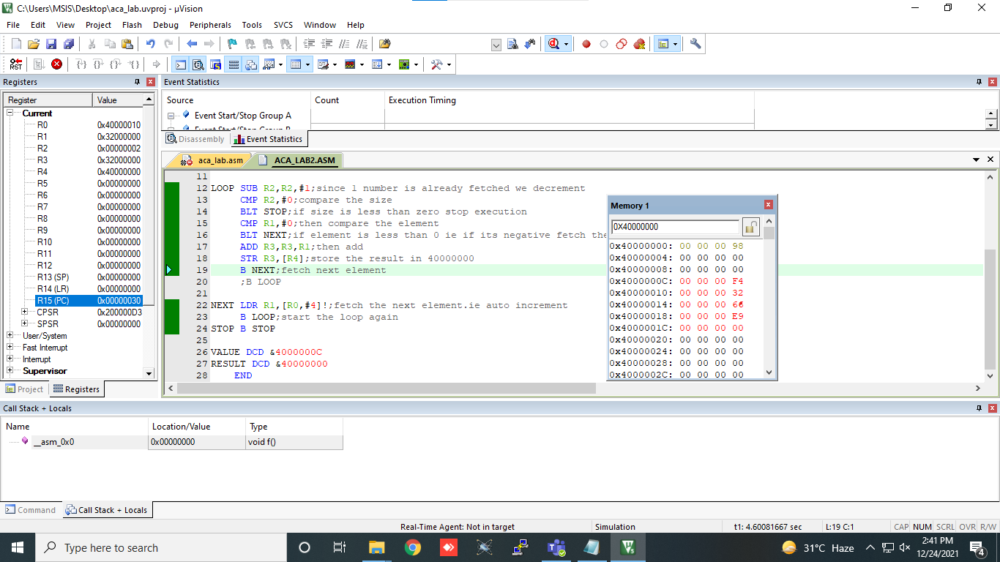 C:\Users\MSIS\Desktop\aca_lab.uvproj - µVision
File Edit View Project Flash Debug Peripherals Tools SVCS Window Help
Registers
Register Value
Current
R0 0x40000010
R1 0x32000000
R2 0x00000002
R3 0x32000000
R4 0x40000000
R5 0x00000000
R6 0x00000000
R7 0x00000000
R8 0x00000000
R9 0x00000000
R10 0x00000000
R11 0x00000000
R12 0x00000000
R13 (SP) 0x00000000
R14 (LR) 0x00000000
R15 (PC) 0x00000030
CPSR 0x200000D3
SPSR 0x00000000
User/System
Fast Interrupt
Interrupt
Supervisor
Project Registers
Event Statistics
Source Count Execution Timing
Event Start/Stop Group A
Event Start/Stop Group B
Disassembly Event Statistics
aca_lab.asm ACA_LAB2.ASM
11
12 LOOP SUB R2,R2,#1;since 1 number is already fetched we decrement
13 CMP R2,#0;compare the size
14 BLT STOP;if size is less than zero stop execution
15 CMP R1,#0;then compare the element
16 BLT NEXT;if element is less than 0 ie if its negative fetch the
17 ADD R3,R3,R1;then add
18 STR R3,[R4];store the result in 40000000
19 B NEXT;fetch next element
20 ;B LOOP
21
22 NEXT LDR R1,[R0,#4]!;fetch the next element.ie auto increment
23 B LOOP;start the loop again
24 STOP B STOP
25
26 VALUE DCD &4000000C
27 RESULT DCD &40000000
28 END
Memory 1
0X40000000
0x40000000: 00 00 00 98
0x40000004: 00 00 00 00
0x40000008: 00 00 00 00
0x4000000C: 00 00 00 F4
0x40000010: 00 00 00 32
0x40000014: 00 00 00 66
0x40000018: 00 00 00 E9
0x4000001C: 00 00 00 00
0x40000020: 00 00 00 00
0x40000024: 00 00 00 00
0x40000028: 00 00 00 00
0x4000002C: 00 00 00 00
Call Stack + Locals
Name Location/Value Type
__asm_0x0 0x00000000 void f()
Command Call Stack + Locals
Real-Time Agent: Not in target Simulation t1: 4.60081667 sec L:19 C:1 CAP NUM SCRL OVR R/W
Type here to search
31°C Haze
2:41 PM
12/24/2021
4